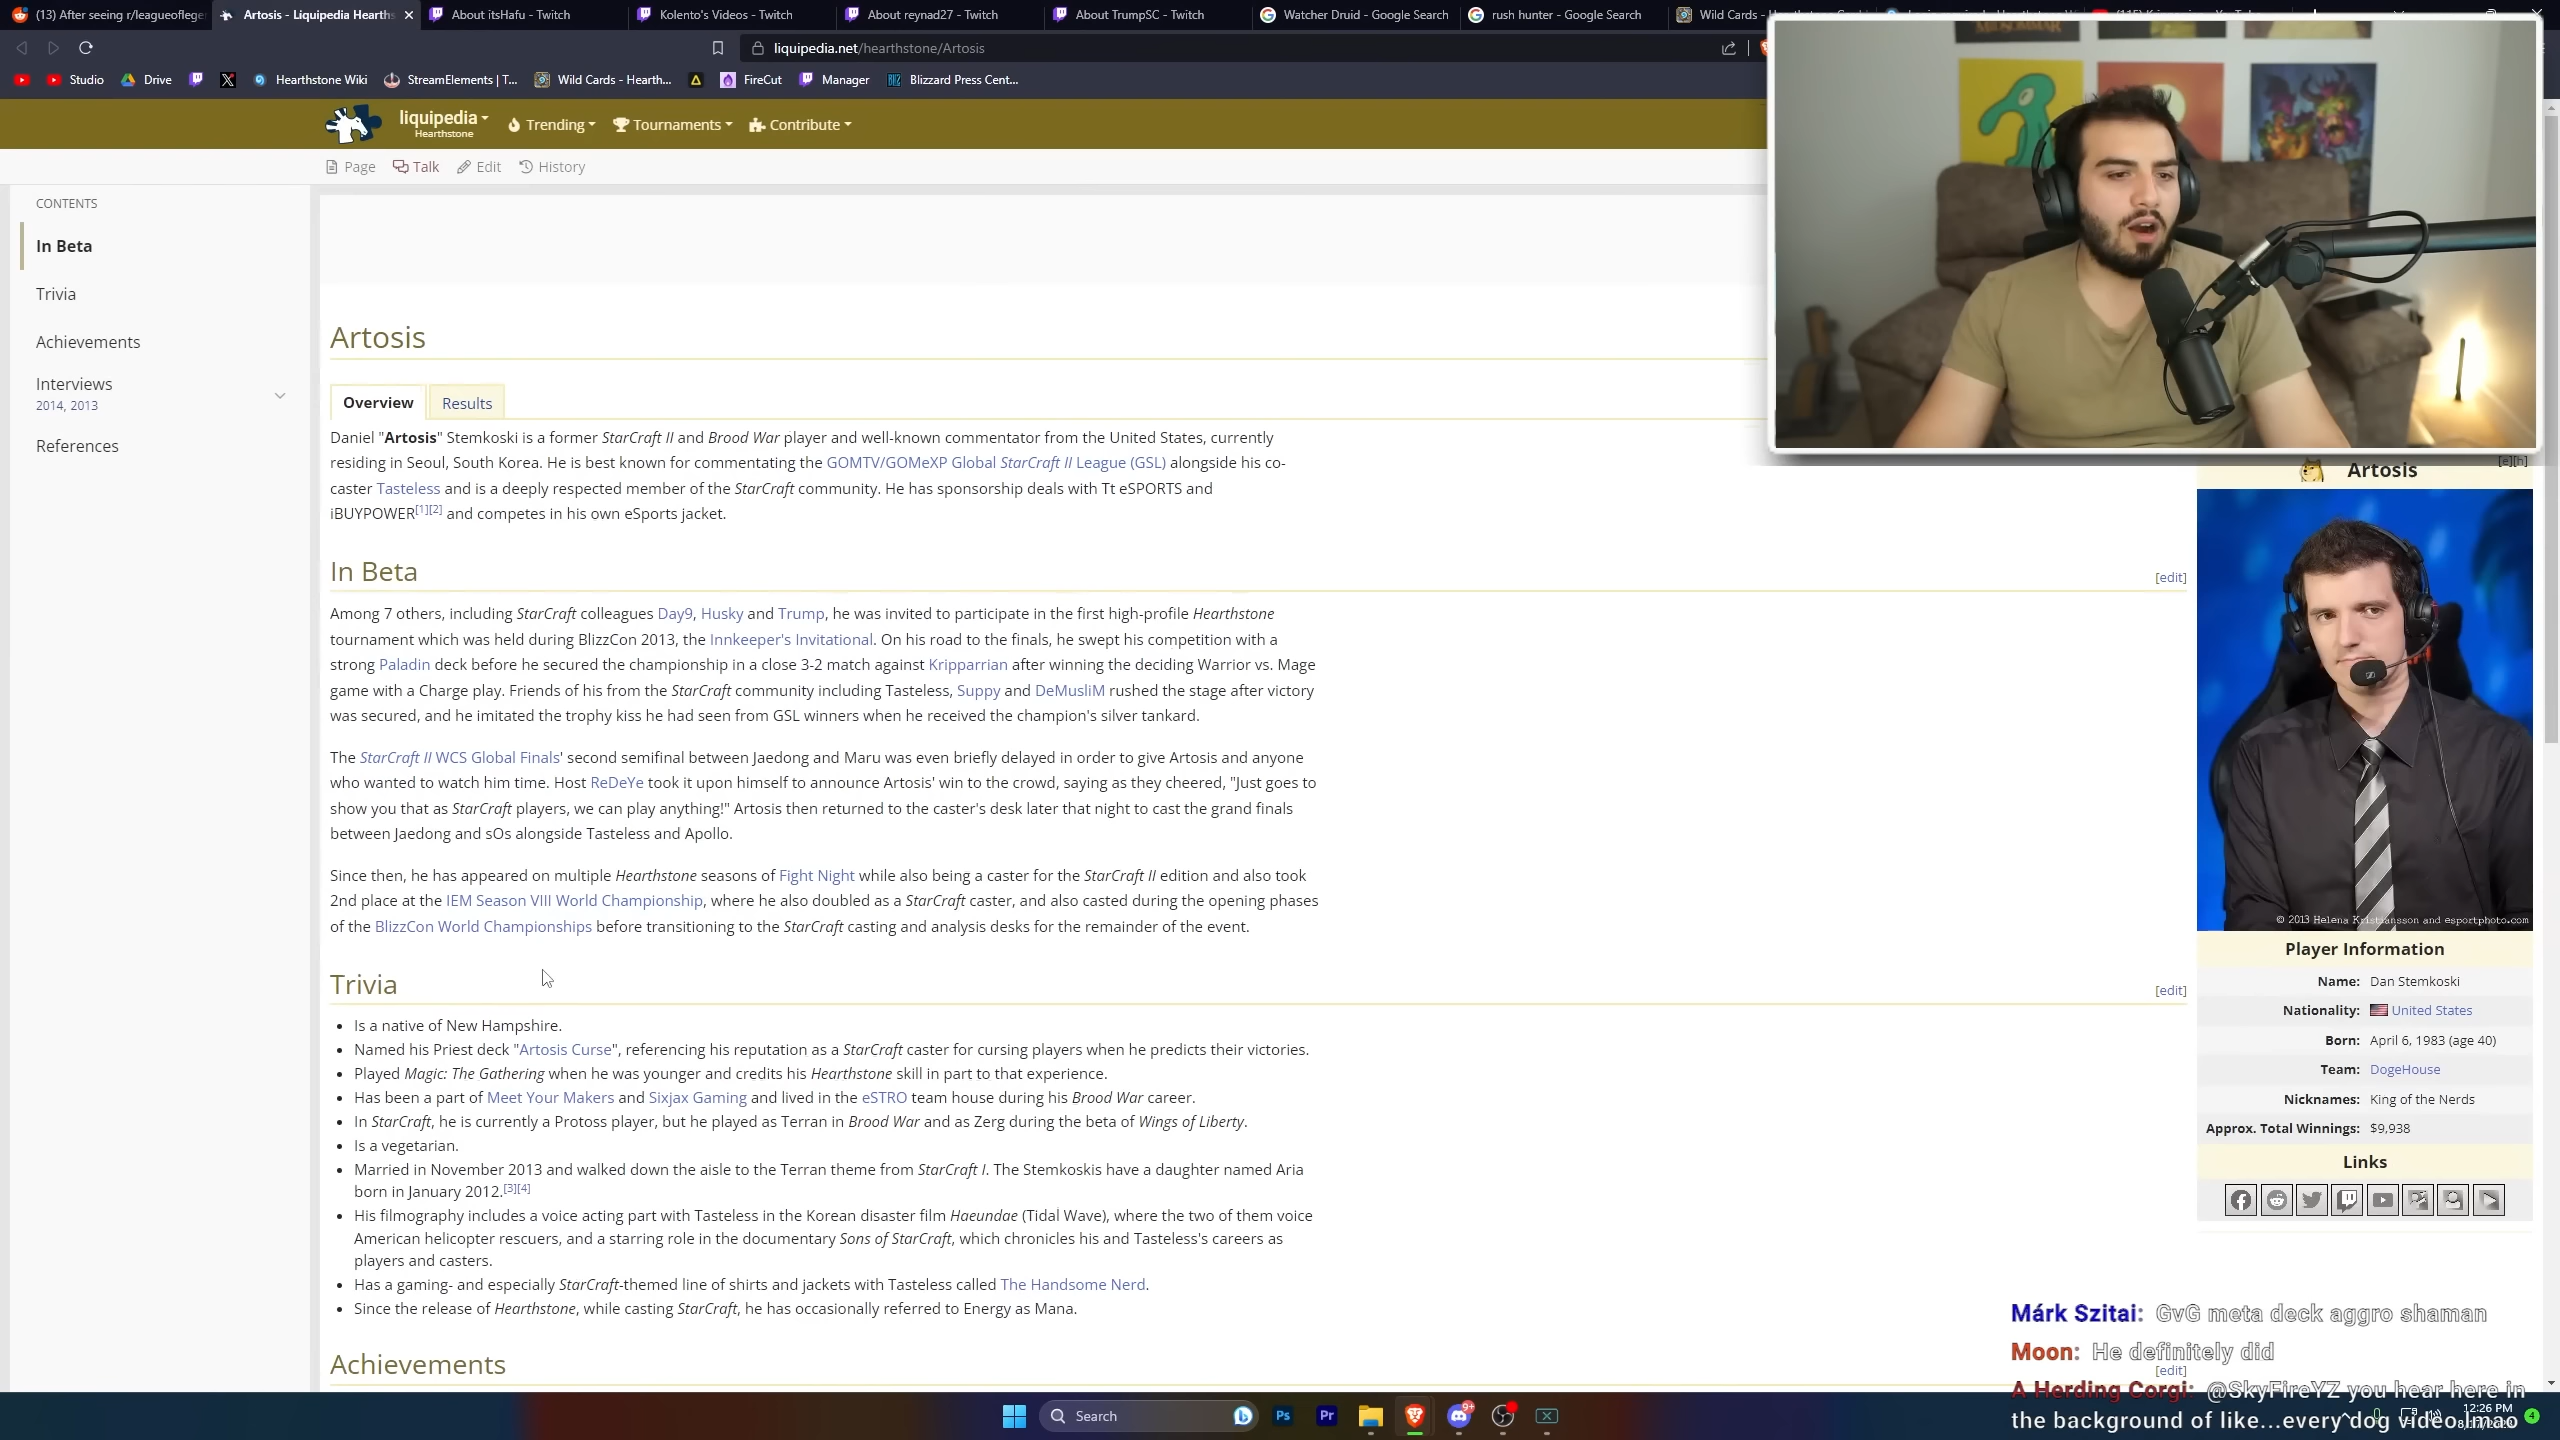 (13) After seeing r/leagueofleger
Artosis - Liquipedia Hearths
About itsHafu - Twitch
Kolento's Videos - Twitch
About reynad27 - Twitch
About TrumpSC - Twitch
Watcher Druid - Google Search
rush hunter - Google Search
Wild Cards -
liquipedia.net/hearthstone/Artosis
Studio
Drive
Hearthstone Wiki
StreamElements | T...
Wild Cards - Hearth...
FireCut
Manager
Blizzard Press Cent...
liquipedia
Hearthstone
Trending
Tournaments
Contribute
Page
Talk
Edit
History
CONTENTS
In Beta
Trivia
Achievements
Interviews
2014, 2013
References
Artosis
Overview
Results
Daniel "Artosis" Stemkoski is a former StarCraft II and Brood War player and well-known commentator from the United States, currently
residing in Seoul, South Korea. He is best known for commentating the GOMTV/GOMeXP Global StarCraft II League (GSL) alongside his co-
caster Tasteless and is a deeply respected member of the StarCraft community. He has sponsorship deals with Tt eSPORTS and
iBUYPOWER[1][2] and competes in his own eSports jacket.
In Beta
[edit]
Among 7 others, including StarCraft colleagues Day9, Husky and Trump, he was invited to participate in the first high-profile Hearthstone
tournament which was held during BlizzCon 2013, the Innkeeper's Invitational. On his road to the finals, he swept his competition with a
strong Paladin deck before he secured the championship in a close 3-2 match against Kripparrian after winning the deciding Warrior vs. Mage
game with a Charge play. Friends of his from the StarCraft community including Tasteless, Suppy and DeMusliM rushed the stage after victory
was secured, and he imitated the trophy kiss he had seen from GSL winners when he received the champion's silver tankard.
The StarCraft II WCS Global Finals' second semifinal between Jaedong and Maru was even briefly delayed in order to give Artosis and anyone
who wanted to watch him time. Host ReDeYe took it upon himself to announce Artosis' win to the crowd, saying as they cheered, "Just goes to
show you that as StarCraft players, we can play anything!" Artosis then returned to the caster's desk later that night to cast the grand finals
between Jaedong and sOs alongside Tasteless and Apollo.
Since then, he has appeared on multiple Hearthstone seasons of Fight Night while also being a caster for the StarCraft II edition and also took
2nd place at the IEM Season VIII World Championship, where he also doubled as a StarCraft caster, and also casted during the opening phases
of the BlizzCon World Championships before transitioning to the StarCraft casting and analysis desks for the remainder of the event.
Trivia
[edit]
• Is a native of New Hampshire.
• Named his Priest deck "Artosis Curse", referencing his reputation as a StarCraft caster for cursing players when he predicts their victories.
• Played Magic: The Gathering when he was younger and credits his Hearthstone skill in part to that experience.
• Has been a part of Meet Your Makers and Sixjax Gaming and lived in the eSTRO team house during his Brood War career.
• In StarCraft, he is currently a Protoss player, but he played as Terran in Brood War and as Zerg during the beta of Wings of Liberty.
• Is a vegetarian.
• Married in November 2013 and walked down the aisle to the Terran theme from StarCraft I. The Stemkoskis have a daughter named Aria
born in January 2012.[3][4]
• His filmography includes a voice acting part with Tasteless in the Korean disaster film Haeundae (Tidal Wave), where the two of them voice
American helicopter rescuers, and a starring role in the documentary Sons of StarCraft, which chronicles his and Tasteless's careers as
players and casters.
• Has a gaming- and especially StarCraft-themed line of shirts and jackets with Tasteless called The Handsome Nerd.
• Since the release of Hearthstone, while casting StarCraft, he has occasionally referred to Energy as Mana.
Achievements
[edit]
[e][h]
Artosis
© 2013 Helena Kristiansson and esportphoto.com
Player Information
Name: Dan Stemkoski
Nationality: United States
Born: April 6, 1983 (age 40)
Team: DogeHouse
Nicknames: King of the Nerds
Approx. Total Winnings: $9,938
Links
Márk Szitai: GvG meta deck aggro shaman
Moon: He definitely did
A Herding Corgi: @SkyFireYZ you hear here in
the background of like...every dog video lmao
Search
Ps
Pr
9+
12:26 PM
4